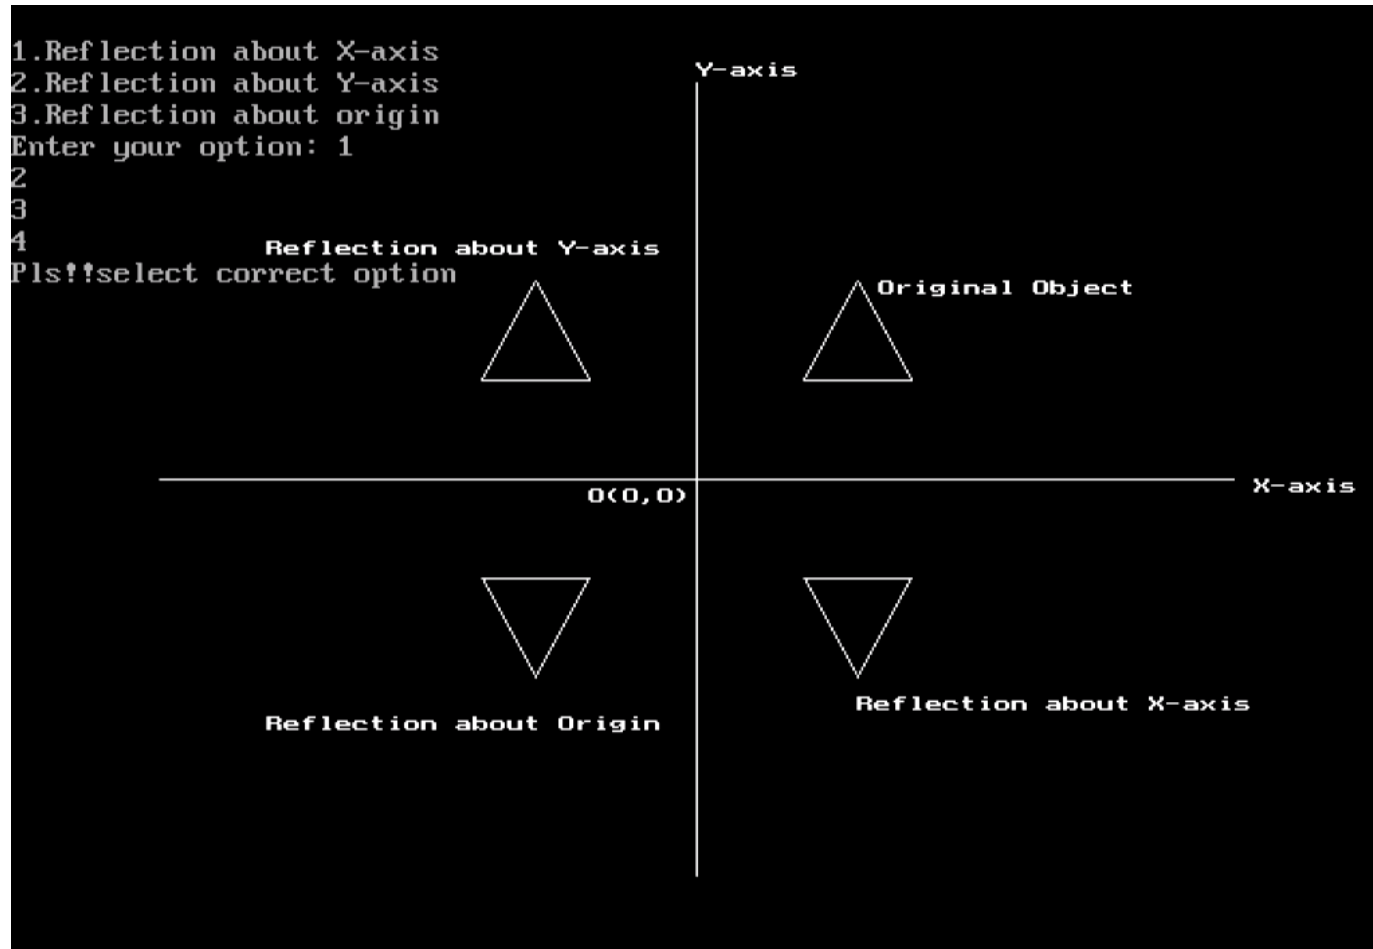 1.Reflection about X-axis
2.Reflection about Y-axis
3.Reflection about origin
Enter your option: 1
2
3
4
Pls!!select correct option
Y-axis
Reflection about Y-axis
Original Object
X-axis
O(0,0)
Reflection about X-axis
Reflection about Origin